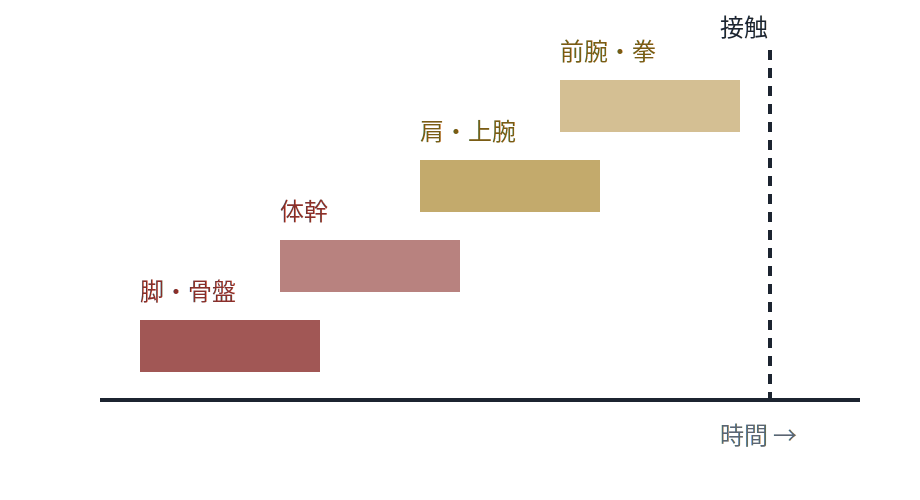 接触
前腕・拳
肩・上腕
体幹
脚・骨盤
時間 →